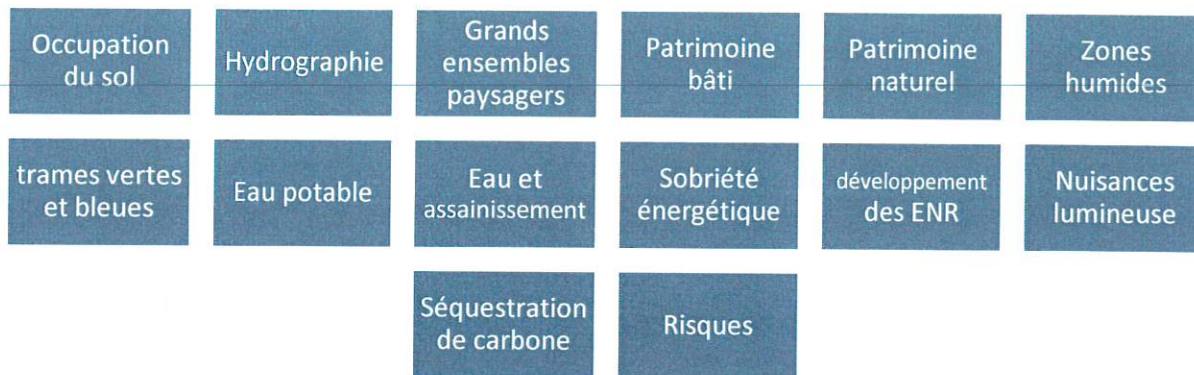 Occupation
du sol
Hydrographie
Grands
ensembles
paysagers
Patrimoine
bâti
Patrimoine
naturel
Zones
humides
trames vertes
et bleues
Eau potable
Eau et
assainissement
Sobriété
énergétique
développement
des ENR
Nuisances
lumineuse
Séquestration
de carbone
Risques